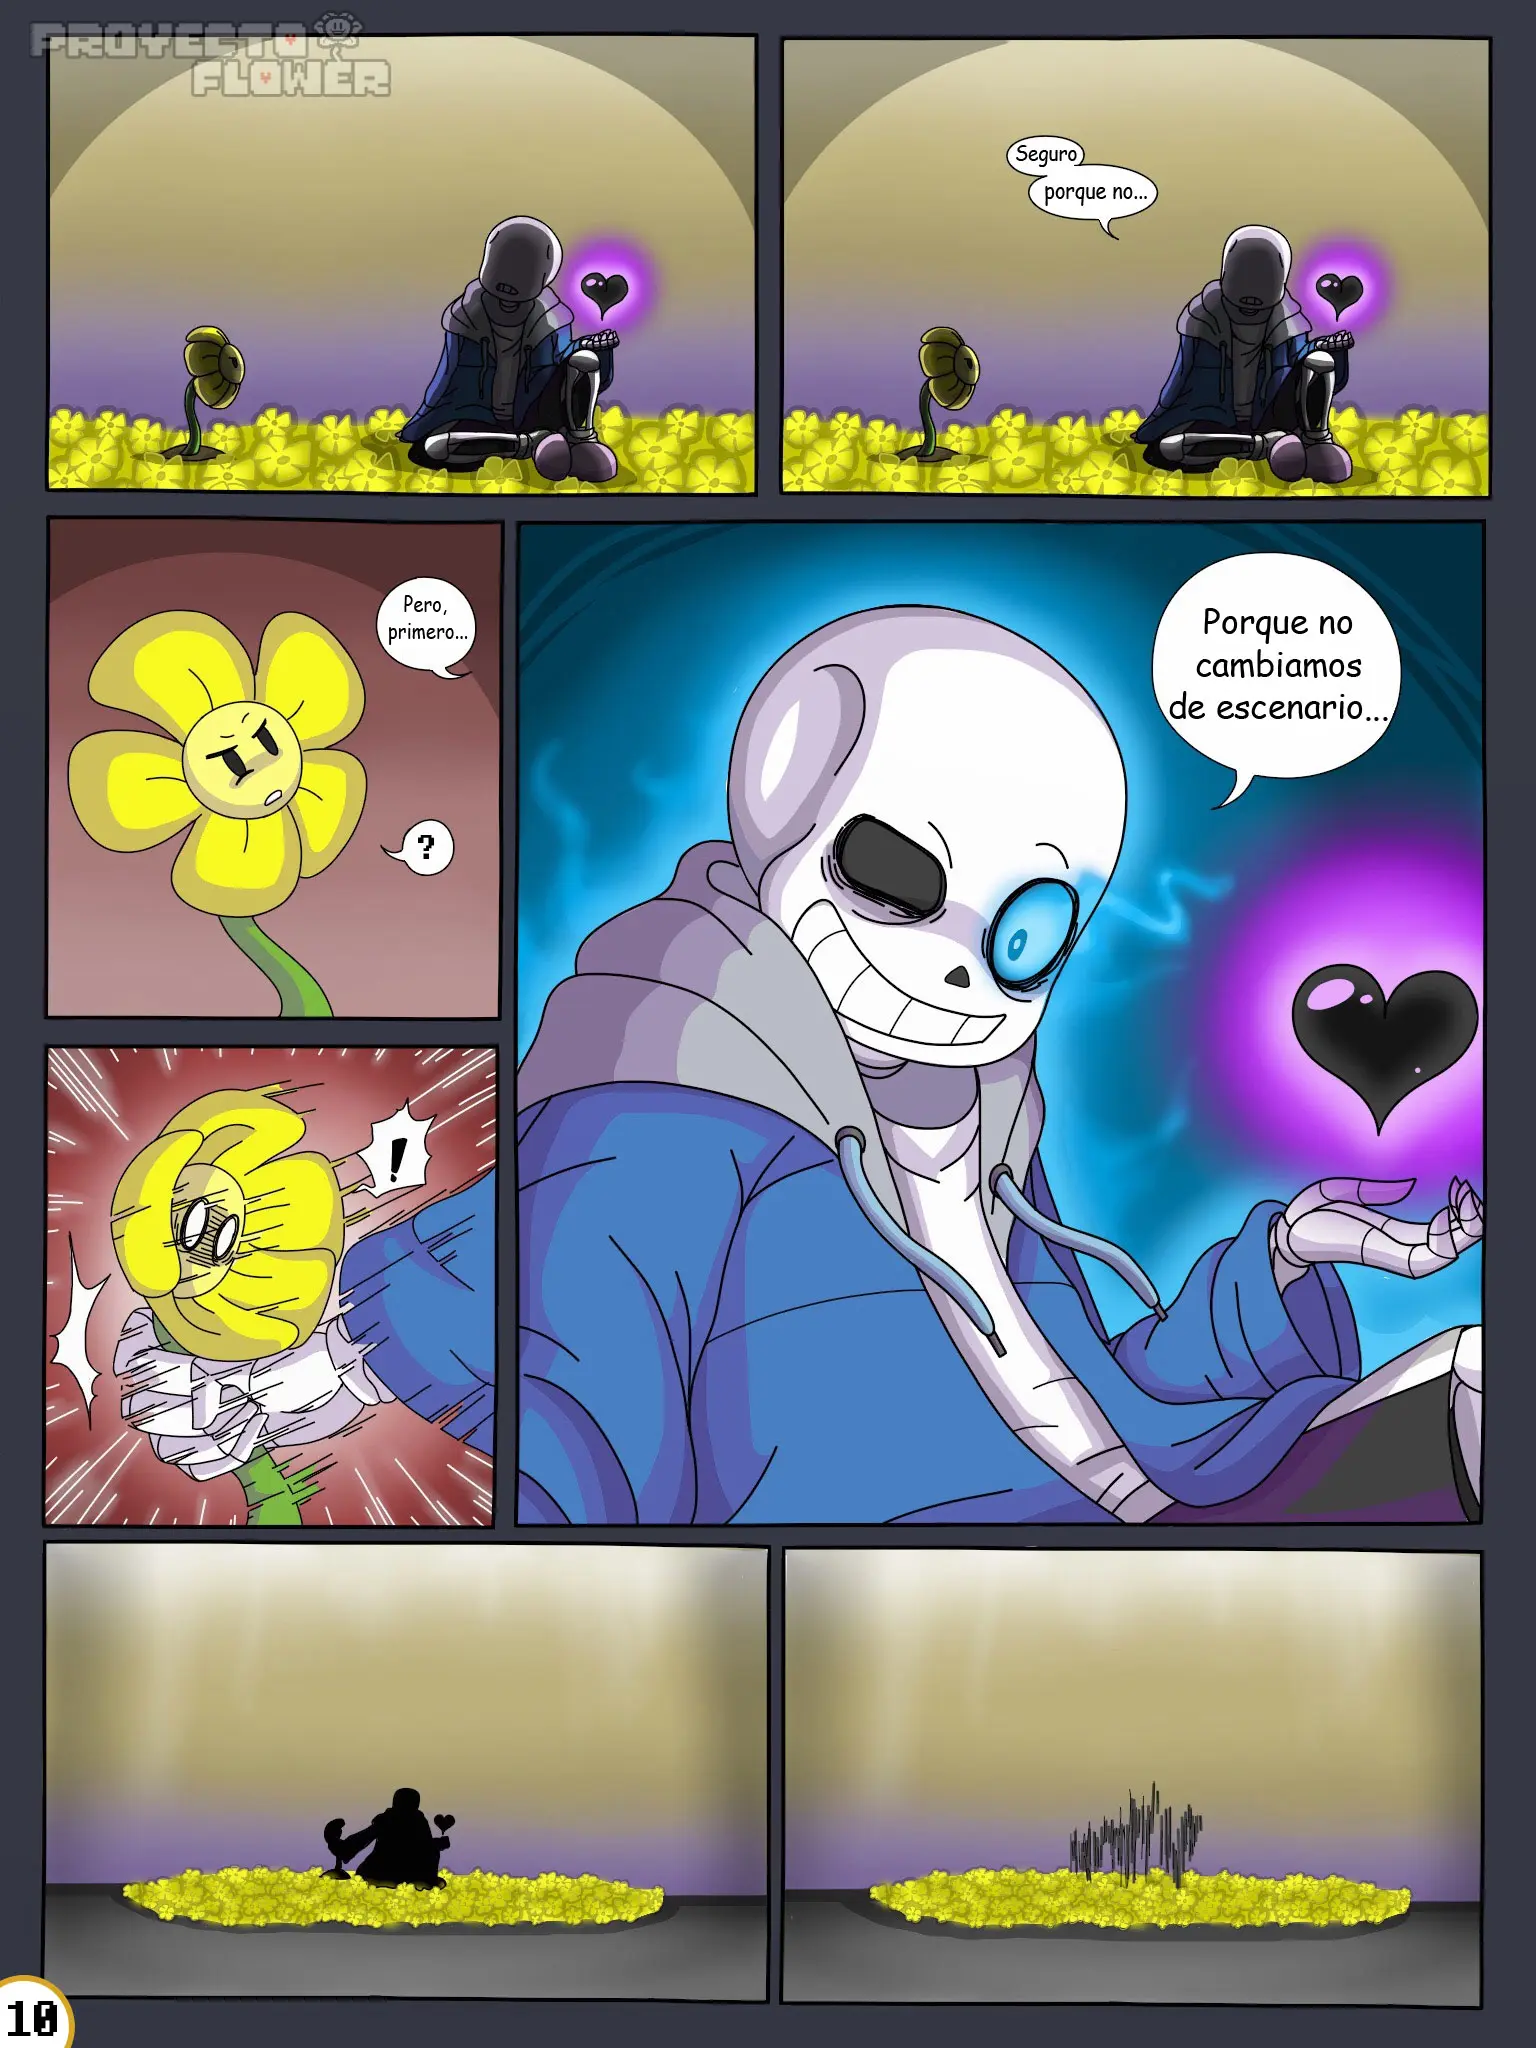 PROYECTO
FLOWER
Seguro
porque no...
Pero,
primero...
?
Porque no
cambiamos
de escenario...
!
10